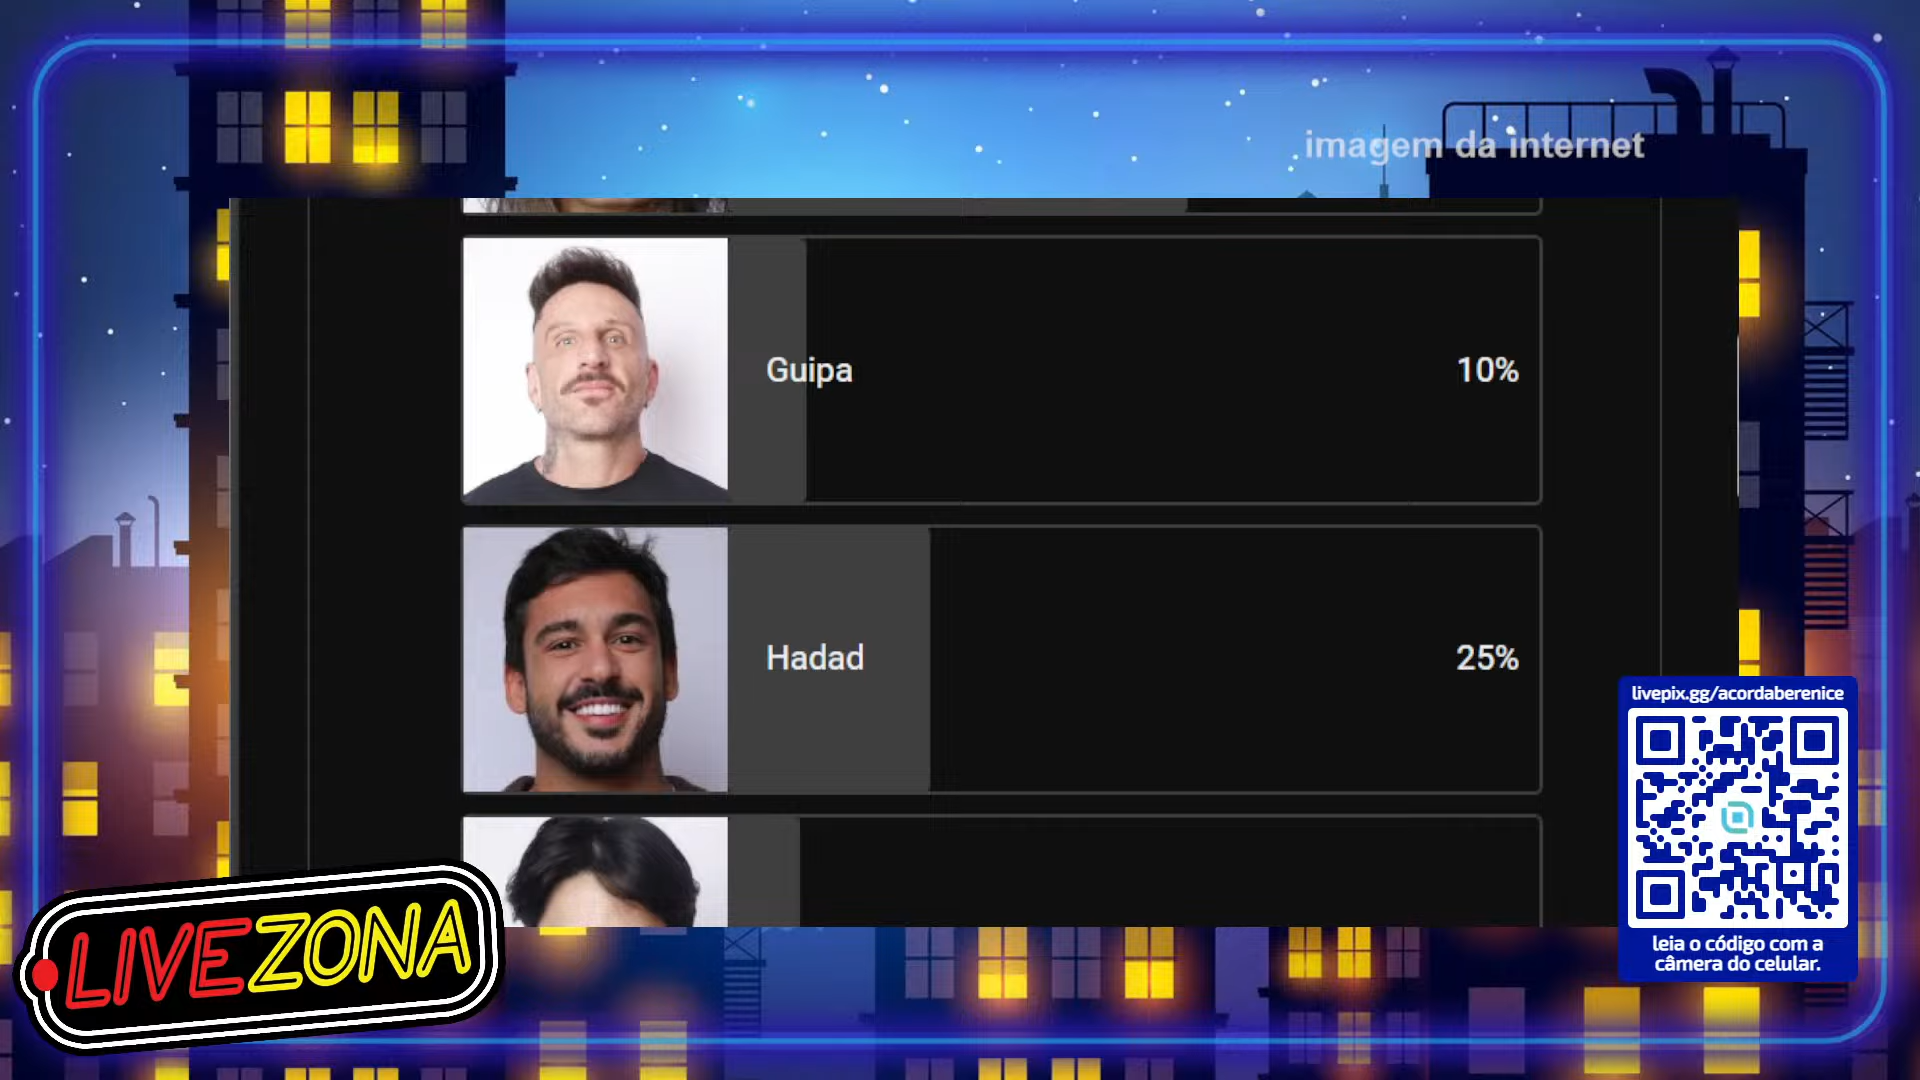 imagem da internet
Guipa
10%
Hadad
25%
livepix.gg/acordaberenice
leia o código com a
câmera do celular.
LIVEZONA